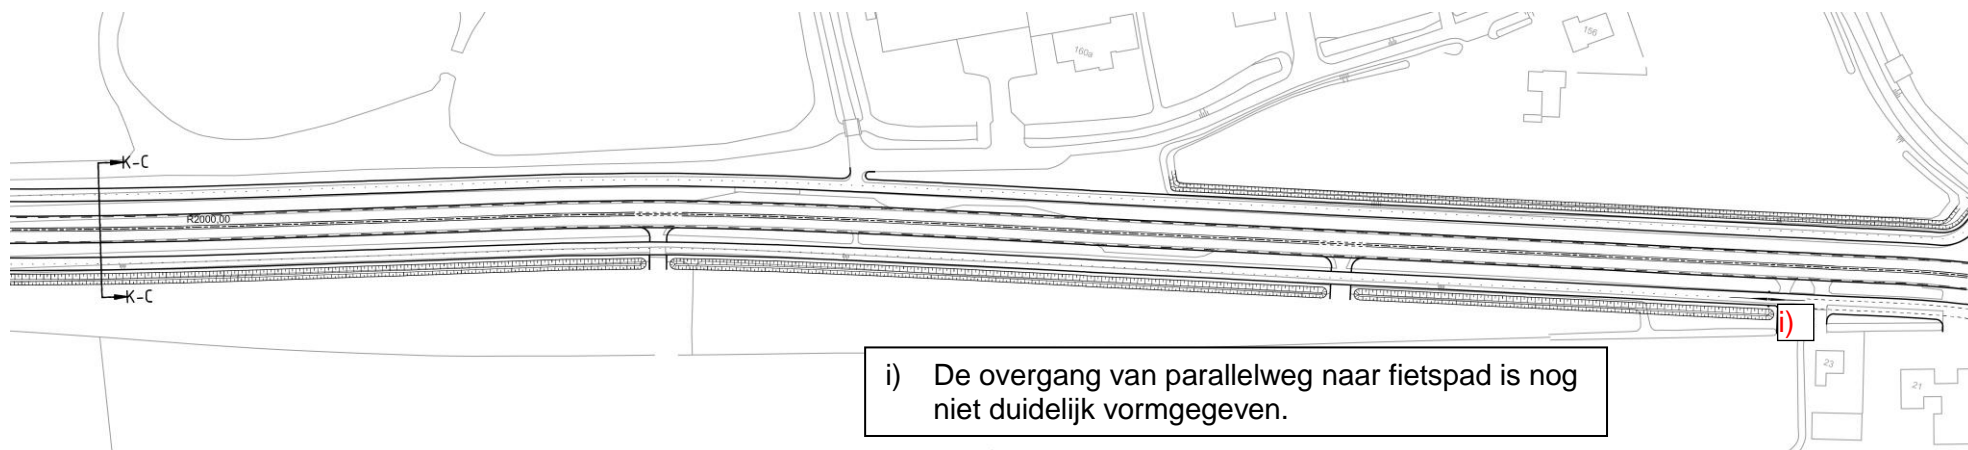 160a
156
K-C
R2000.00
K-C
i)
i) De overgang van parallelweg naar fietspad is nog
niet duidelijk vormgegeven.
23
21